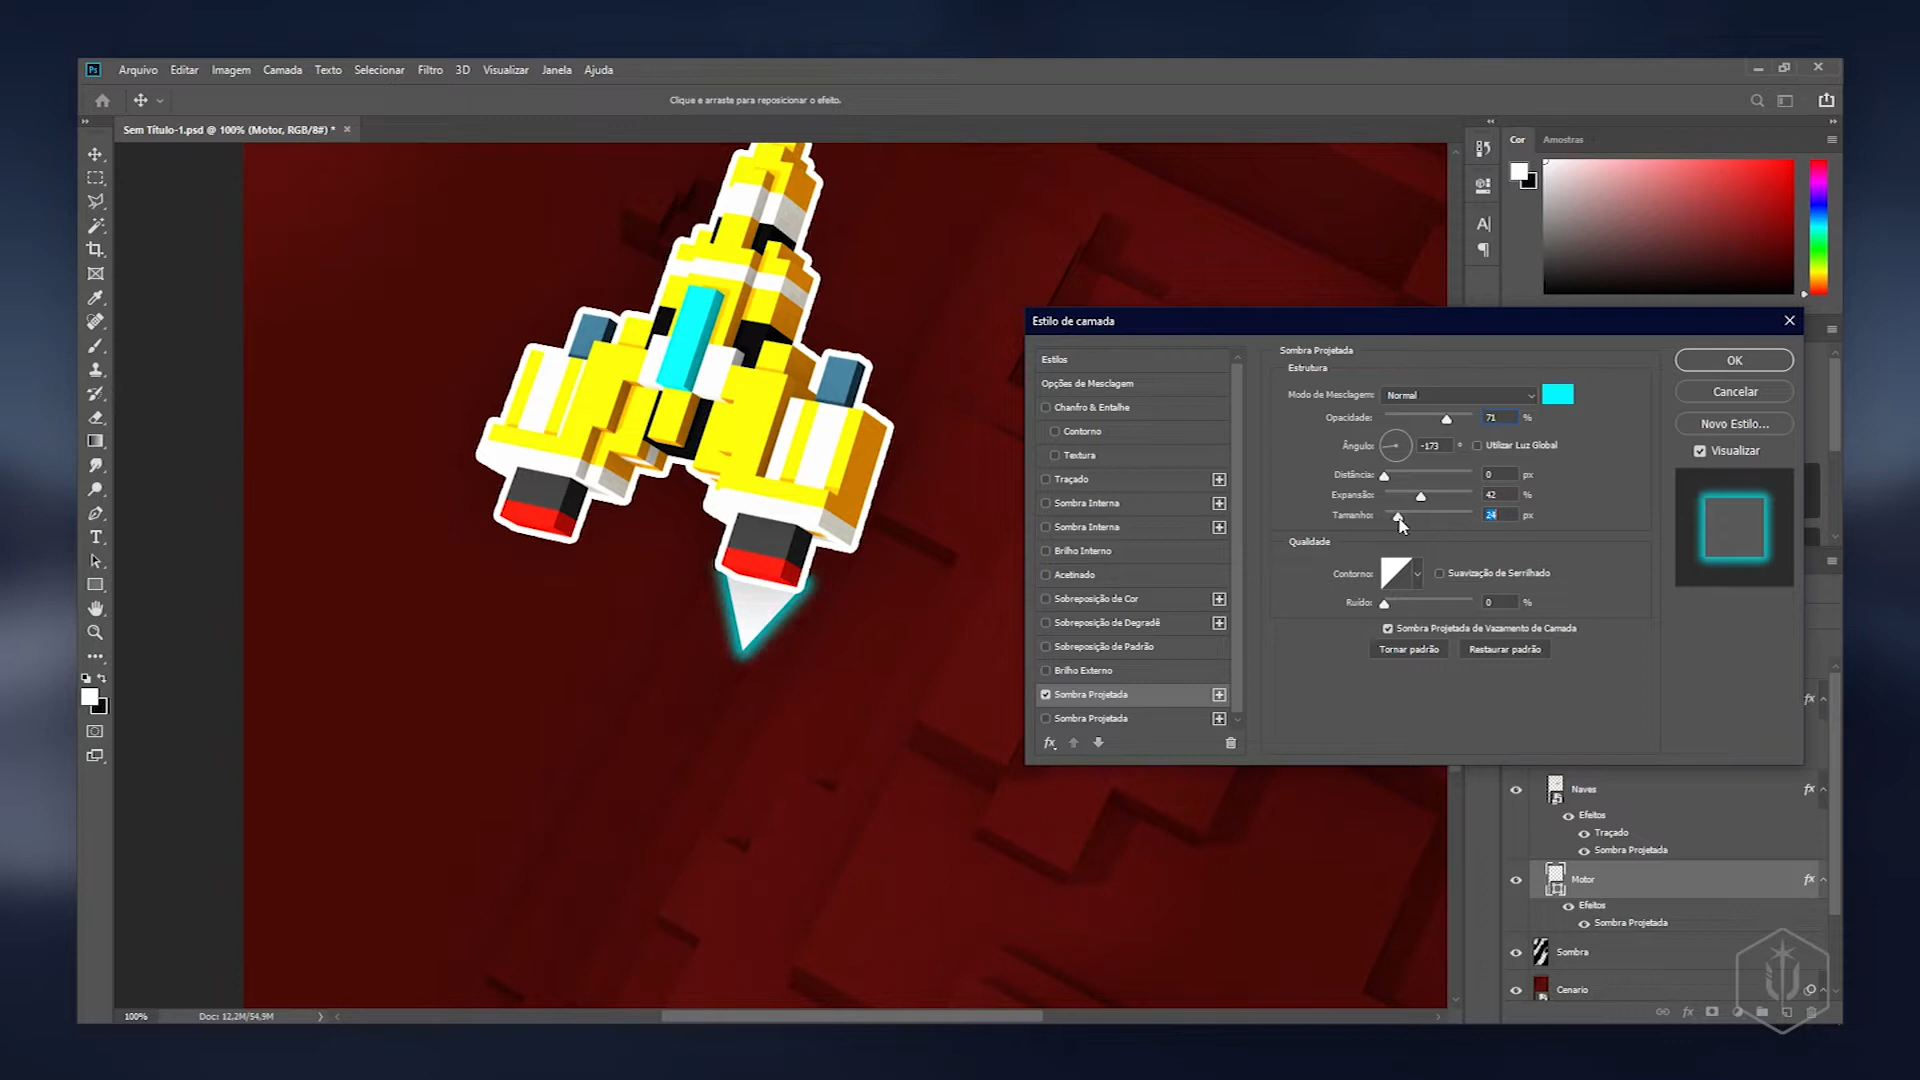 Ps Arquivo Editar Imagem Camada Texto Selecionar Filtro 3D Visualizar Janela Ajuda
Clique e arraste para reposicionar o efeito.
Sem Título-1.psd @ 100% (Motor, RGB/8#) *
Cor Amostras
Estilo de camada
Estilos
Opções de Mesclagem
Chanfro & Entalhe
Contorno
Textura
Traçado
Sombra Interna
Sombra Interna
Brilho Interno
Acetinado
Sobreposição de Cor
Sobreposição de Degradê
Sobreposição de Padrão
Brilho Externo
Sombra Projetada
Sombra Projetada
fx
Sombra Projetada
Estrutura
Modo de Mesclagem: Normal
Opacidade: 71 %
Ângulo: -173 ° Utilizar Luz Global
Distância: 0 px
Expansão: 42 %
Tamanho: 24 px
Qualidade
Contorno: Suavização de Serrilhado
Ruído: 0 %
Sombra Projetada de Vazamento de Camada
Tornar padrão Restaurar padrão
OK
Cancelar
Novo Estilo...
Visualizar
fx
Naves fx
Efeitos
Traçado
Sombra Projetada
Motor fx
Efeitos
Sombra Projetada
Sombra
Cenario
fx
100% Doc: 12,2M/54,9M